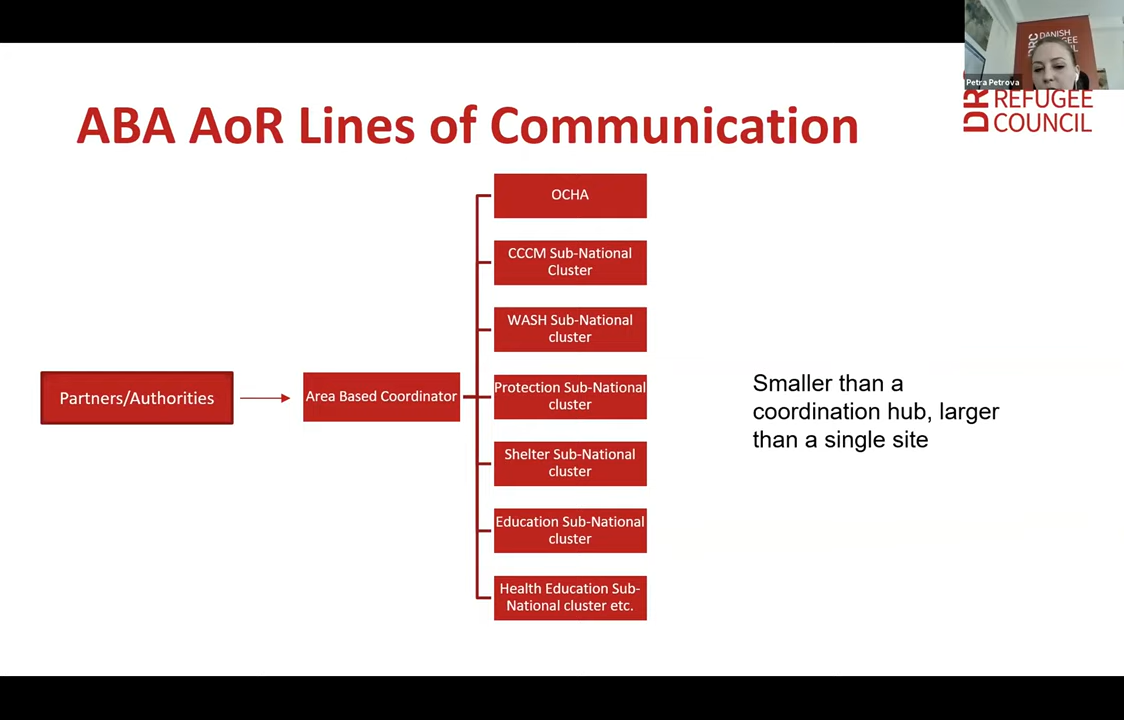 Petra Petrova
DRC
DANISH
REFUGEE
COUNCIL
ABA AoR Lines of Communication
OCHA
CCCM Sub-National
Cluster
WASH Sub-National
cluster
Partners/Authorities
Area Based Coordinator
Protection Sub-National
cluster
Shelter Sub-National
cluster
Education Sub-National
cluster
Health Education Sub-
National cluster etc.
Smaller than a
coordination hub, larger
than a single site